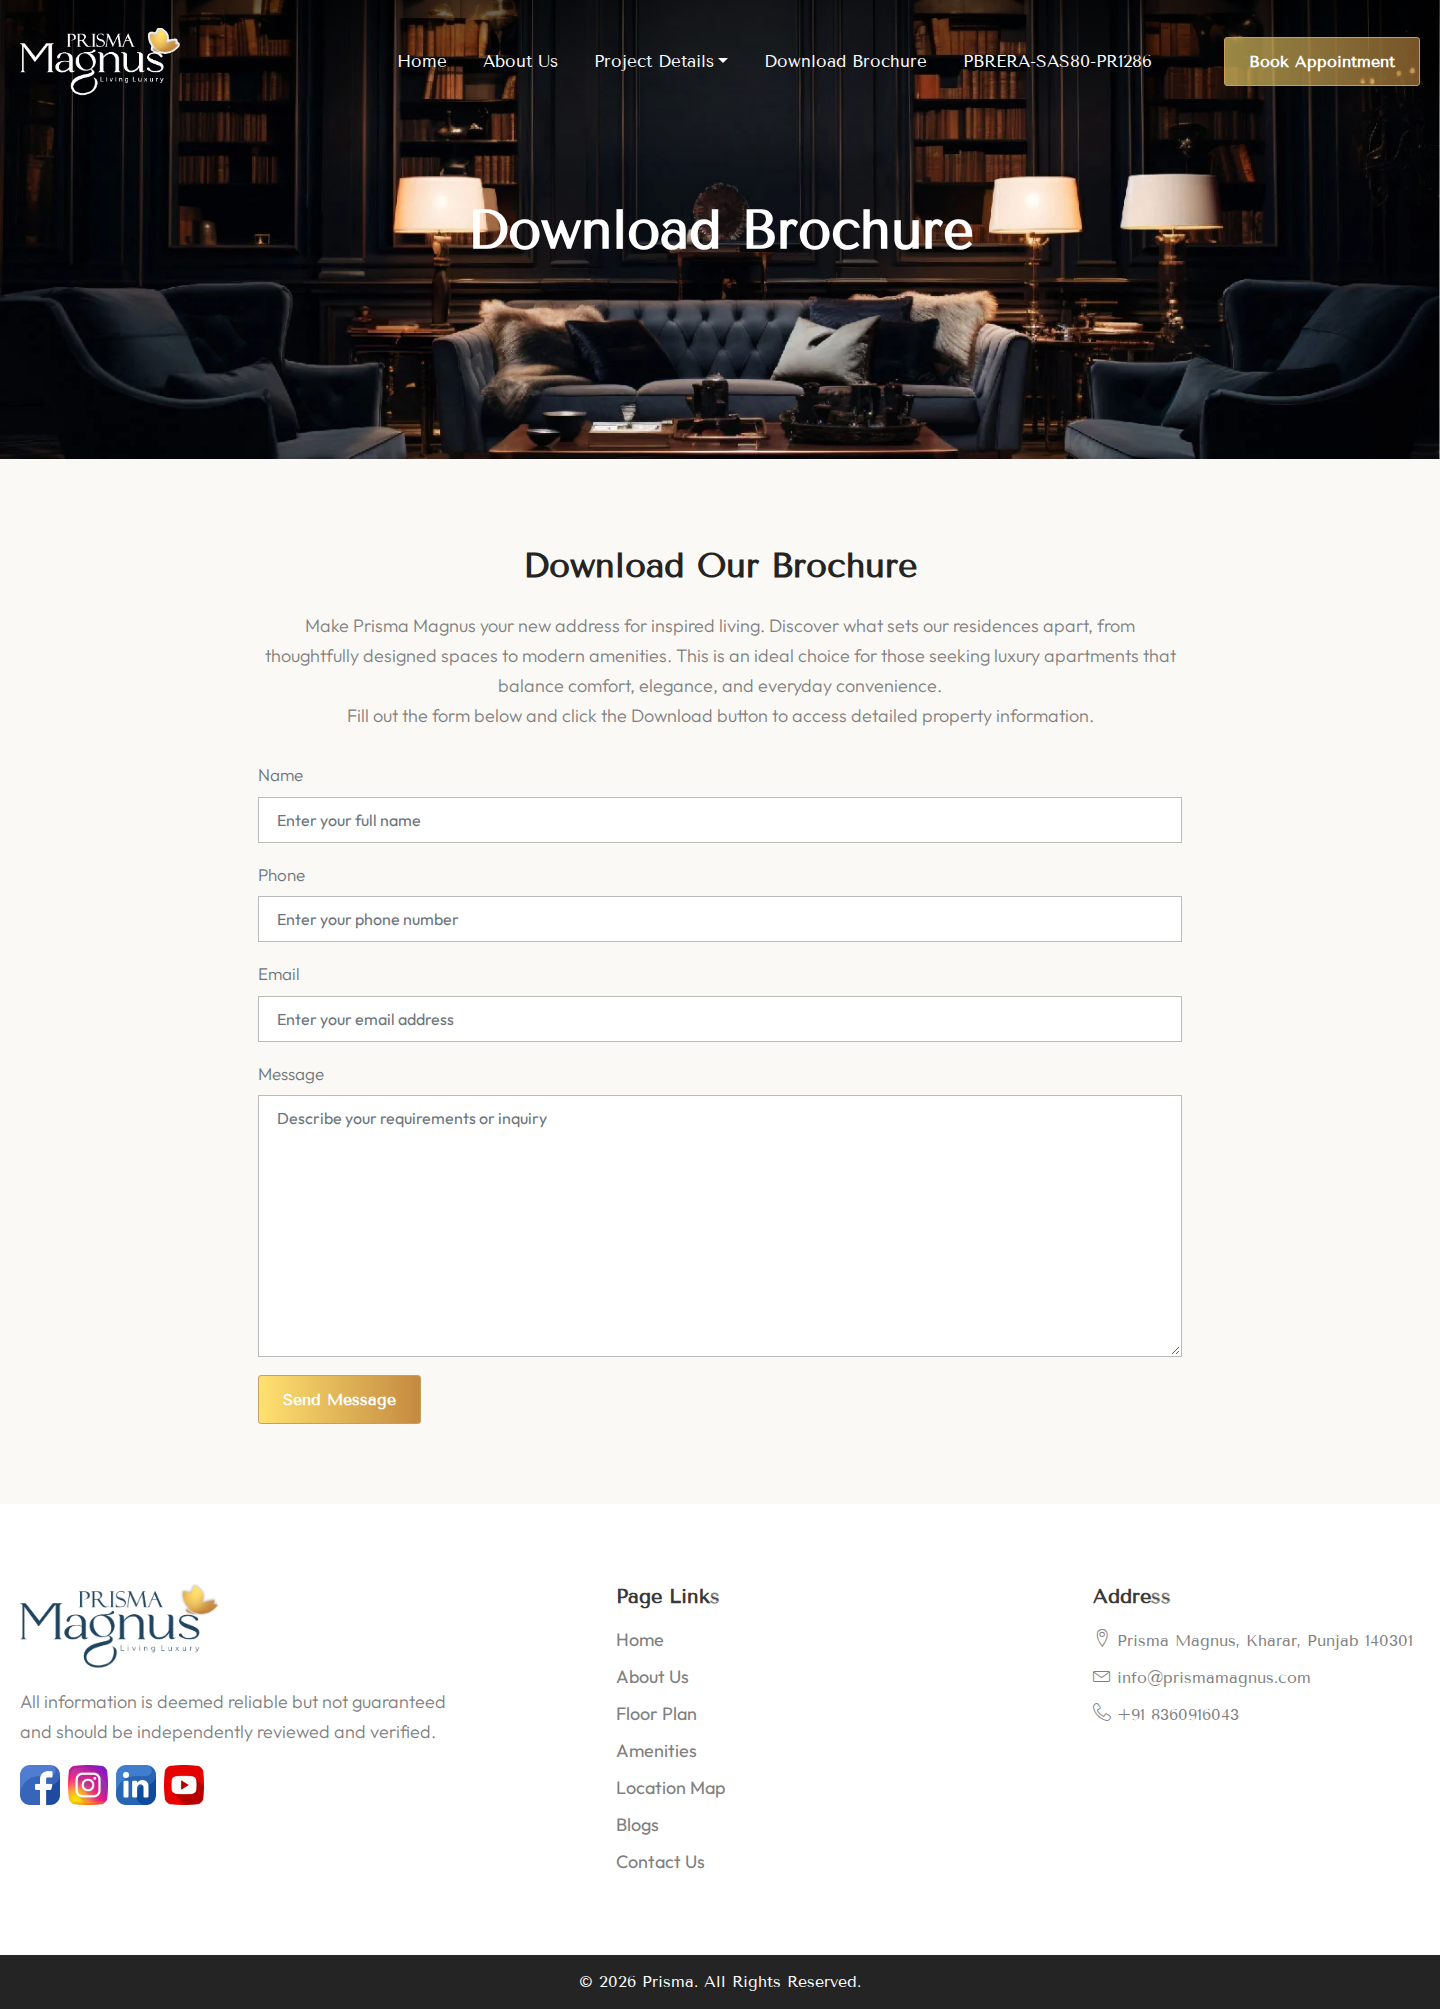 PRISMA
Magnus
Living Luxury
Home About Us Project Details Download Brochure PBRERA-SAS80-PR1286 Book Appointment
Download Brochure
Download Our Brochure
Make Prisma Magnus your new address for inspired living. Discover what sets our residences apart, from
thoughtfully designed spaces to modern amenities. This is an ideal choice for those seeking luxury apartments that
balance comfort, elegance, and everyday convenience.
Fill out the form below and click the Download button to access detailed property information.
Name
Enter your full name
Phone
Enter your phone number
Email
Enter your email address
Message
Describe your requirements or inquiry
Send Message
PRISMA
Magnus
Living Luxury
All information is deemed reliable but not guaranteed
and should be independently reviewed and verified.
Page Links
Home
About Us
Floor Plan
Amenities
Location Map
Blogs
Contact Us
Address
Prisma Magnus, Kharar, Punjab 140301
info@prismamagnus.com
+91 8360916043
© 2026 Prisma. All Rights Reserved.